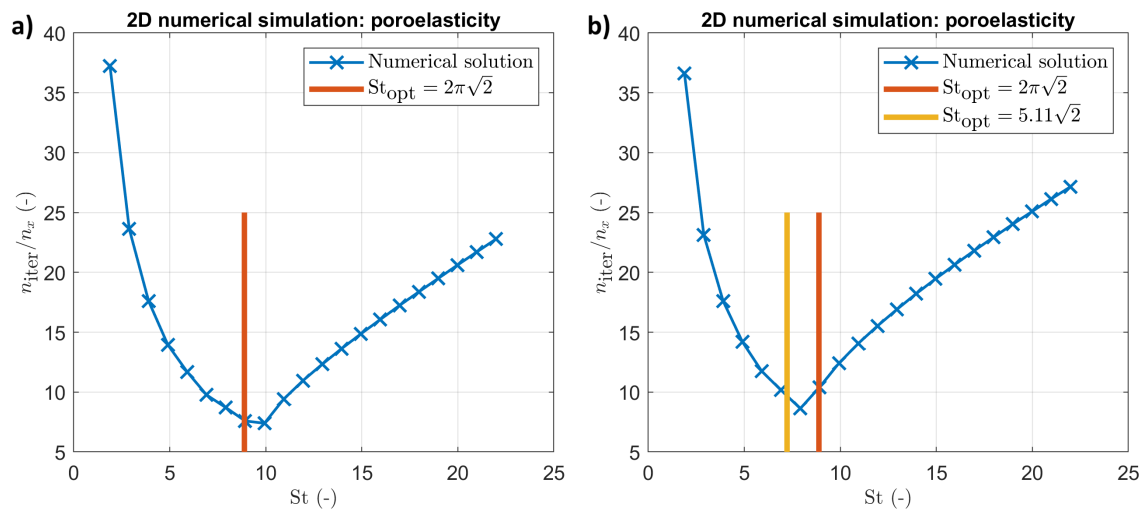 a)
2D numerical simulation: poroelasticity
40
35
30
25
20
15
10
5
0
5
10
15
20
25
St (-)
n_iter/n_x (-)
Numerical solution
St_opt = 2π√2
b)
2D numerical simulation: poroelasticity
40
35
30
25
20
15
10
5
0
5
10
15
20
25
St (-)
n_iter/n_x (-)
Numerical solution
St_opt = 2π√2
St_opt = 5.11√2